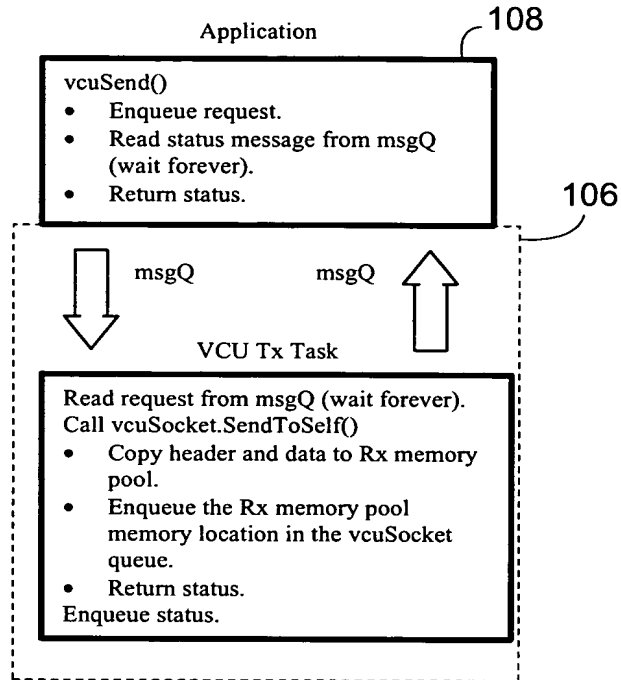 Application
108
vcuSend()
• Enqueue request.
• Read status message from msgQ
(wait forever).
• Return status.
106
msgQ
msgQ
VCU Tx Task
Read request from msgQ (wait forever).
Call vcuSocket.SendToSelf()
• Copy header and data to Rx memory
pool.
• Enqueue the Rx memory pool
memory location in the vcuSocket
queue.
• Return status.
Enqueue status.